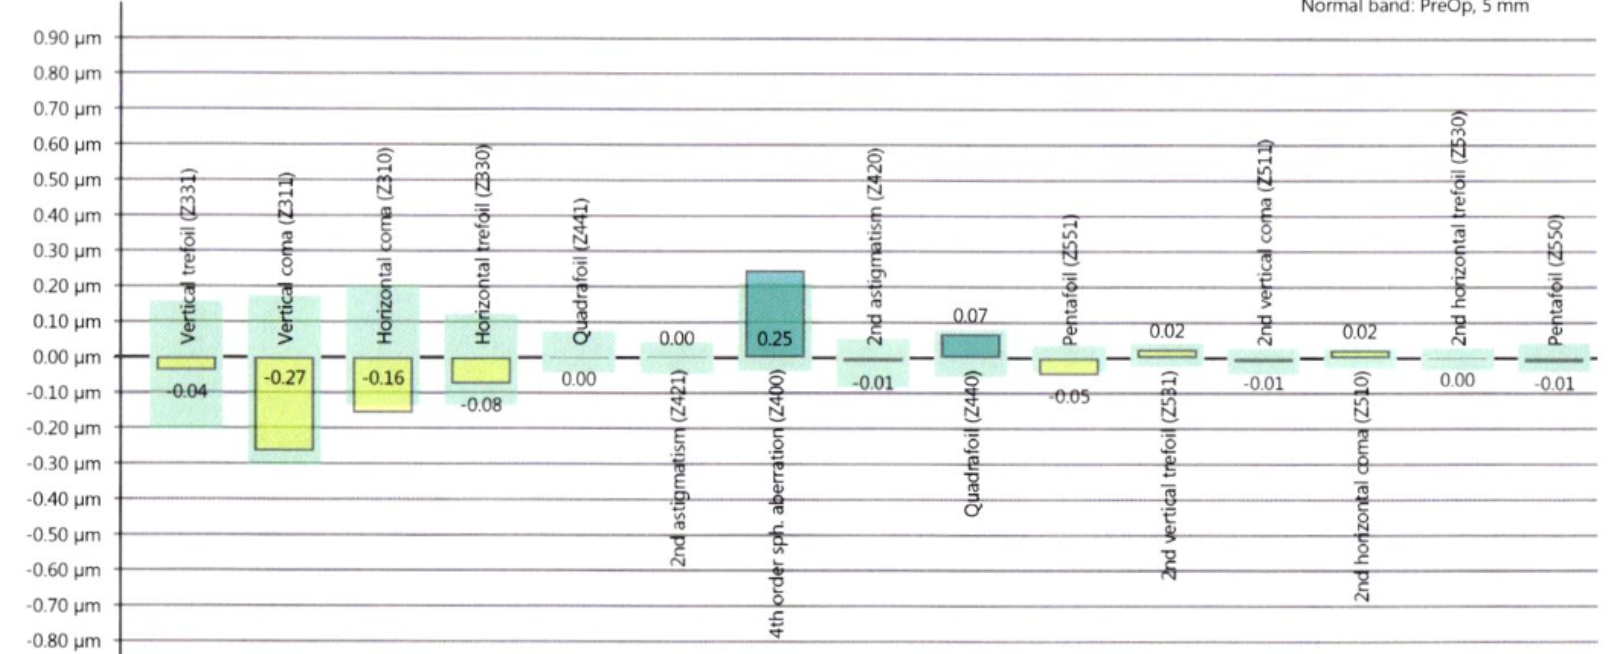 Normal band: PreOp, 5 mm
0.90 µm
0.80 µm
0.70 µm
0.60 µm
0.50 µm
0.40 µm
0.30 µm
0.20 µm
0.10 µm
0.00 µm
-0.10 µm
-0.20 µm
-0.30 µm
-0.40 µm
-0.50 µm
-0.60 µm
-0.70 µm
-0.80 µm
Vertical trefoil (Z331)
-0.04
Vertical coma (Z311)
-0.27
Horizontal coma (Z310)
-0.16
Horizontal trefoil (Z330)
-0.08
Quadrafoil (Z441)
0.00
0.00
2nd astigmatism (Z421)
0.25
4th order sph. aberration (Z400)
2nd astigmatism (Z420)
-0.01
0.07
Quadrafoil (Z440)
Pentafoil (Z551)
-0.05
0.02
2nd vertical trefoil (Z531)
2nd vertical coma (Z511)
-0.01
0.02
2nd horizontal coma (Z510)
2nd horizontal trefoil (Z530)
0.00
Pentafoil (Z550)
-0.01